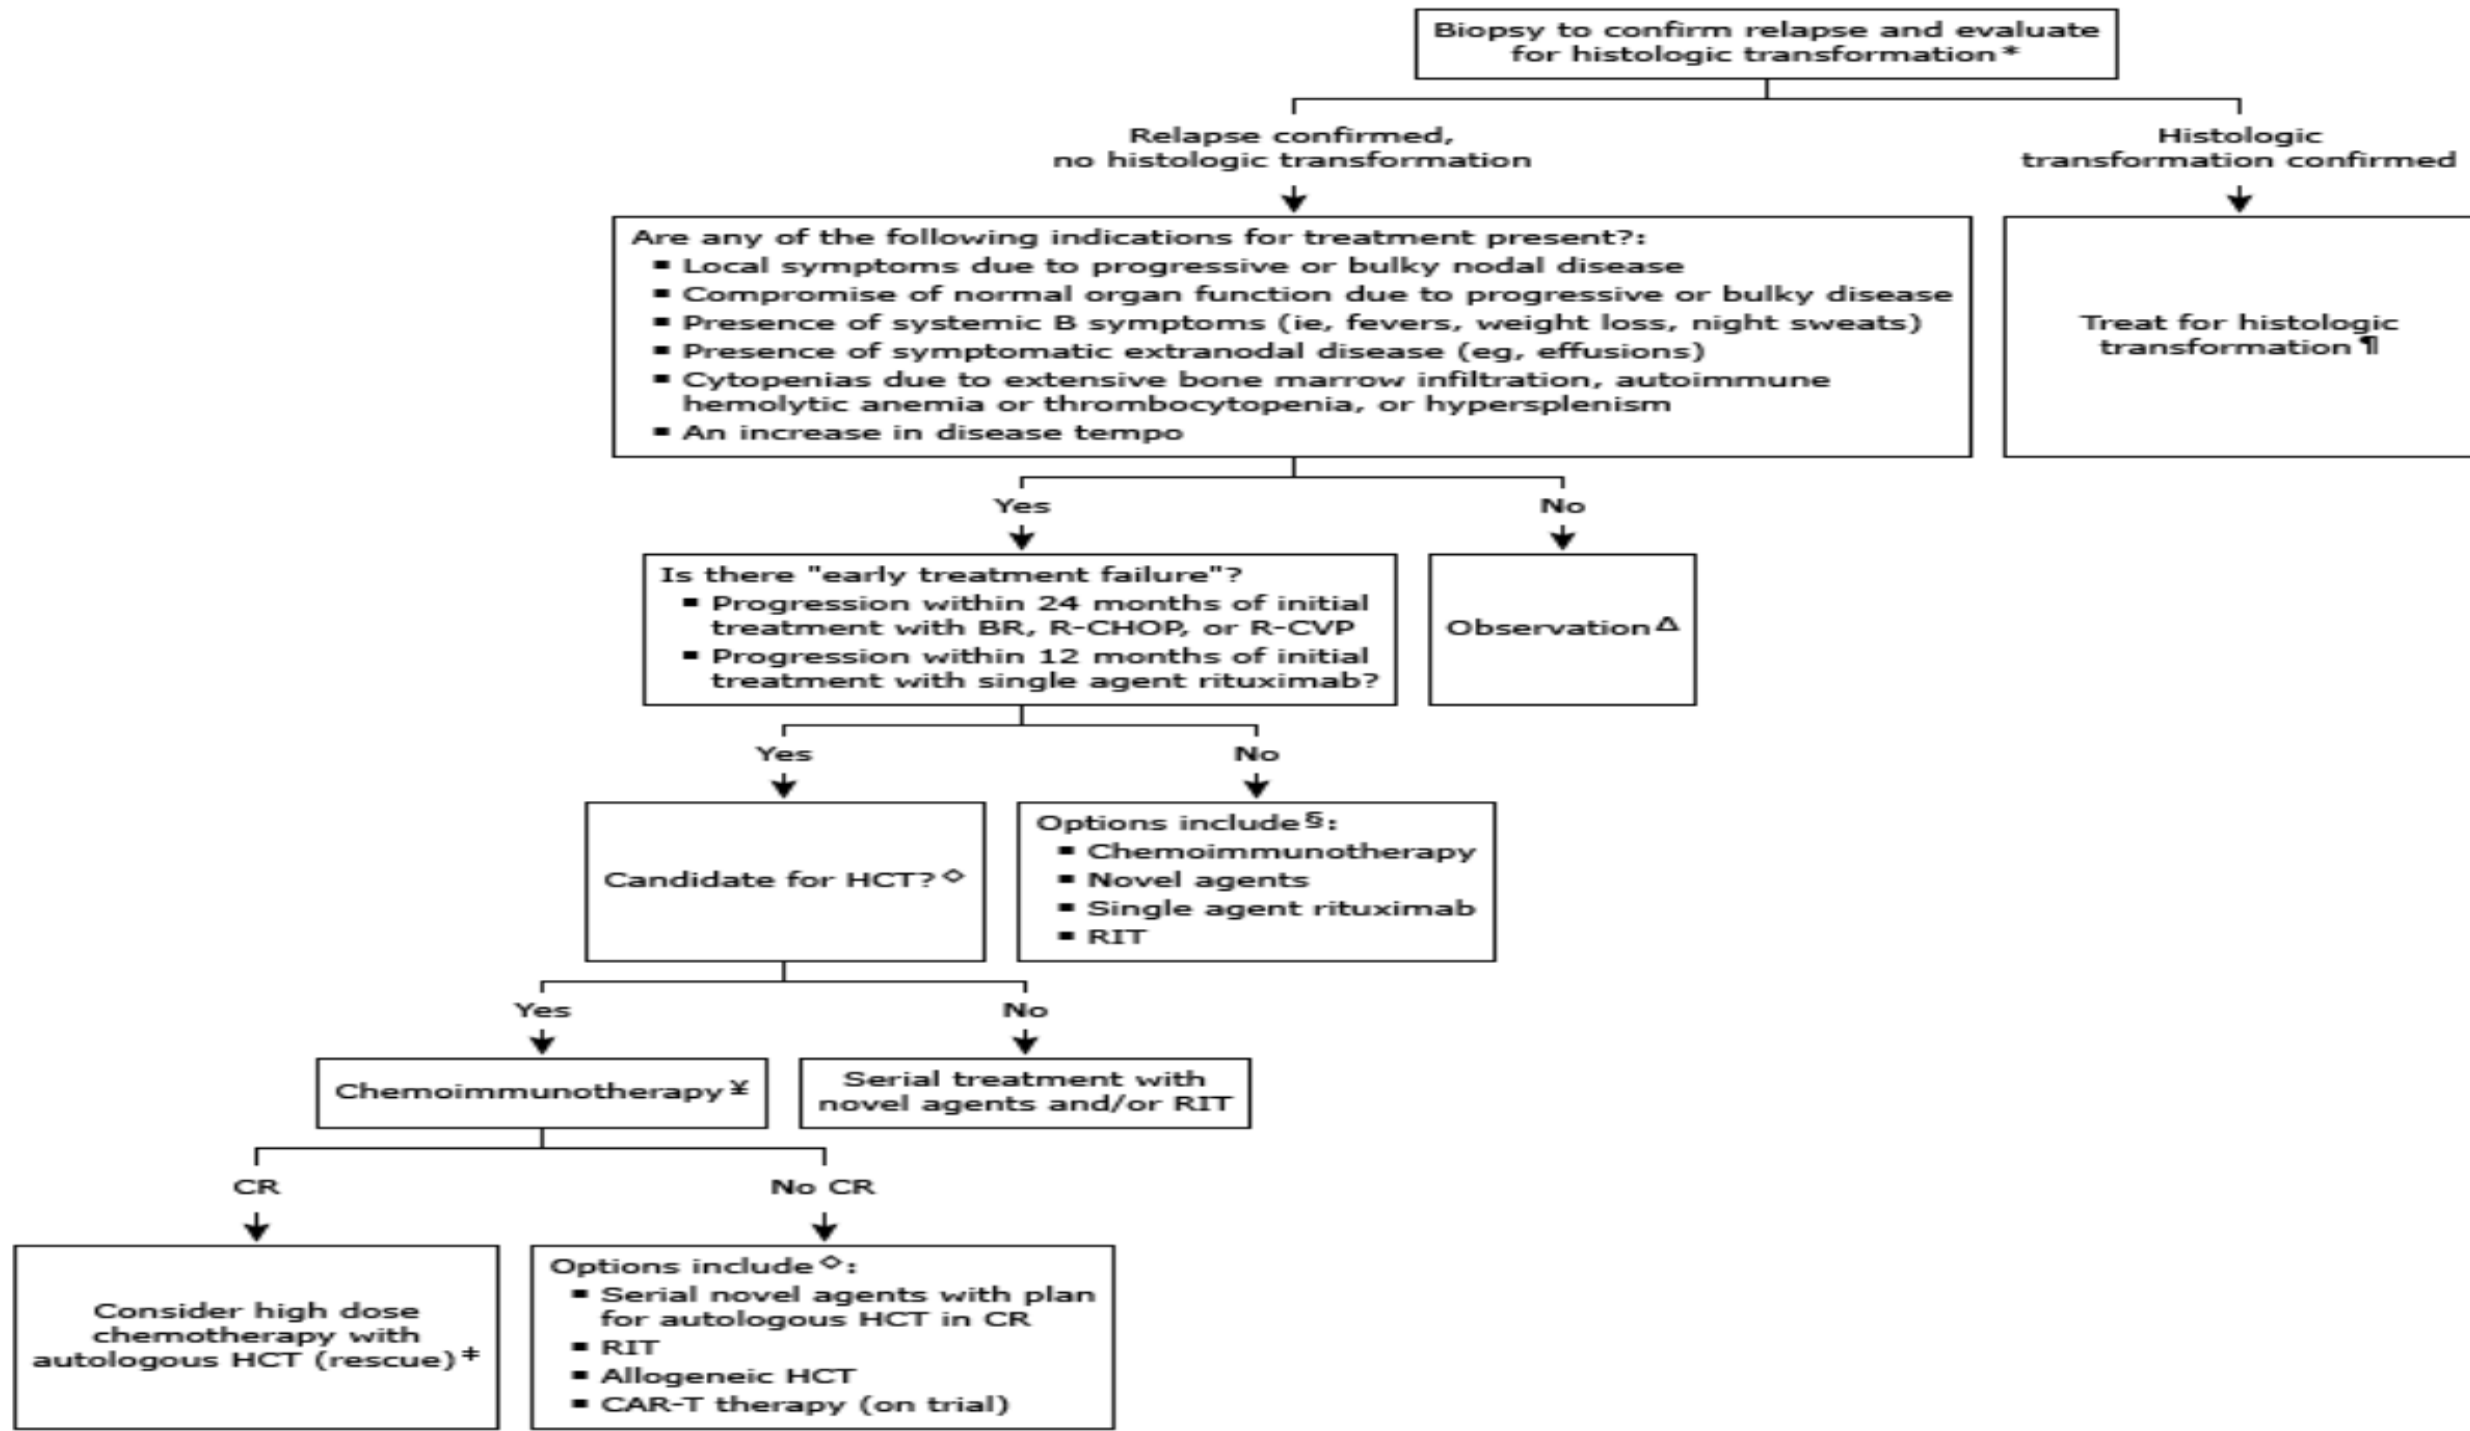 Biopsy to confirm relapse and evaluate
for histologic transformation*
Relapse confirmed,
no histologic transformation
Histologic
transformation confirmed
Are any of the following indications for treatment present?:
▪ Local symptoms due to progressive or bulky nodal disease
▪ Compromise of normal organ function due to progressive or bulky disease
▪ Presence of systemic B symptoms (ie, fevers, weight loss, night sweats)
▪ Presence of symptomatic extranodal disease (eg, effusions)
▪ Cytopenias due to extensive bone marrow infiltration, autoimmune
hemolytic anemia or thrombocytopenia, or hypersplenism
▪ An increase in disease tempo
Treat for histologic
transformation¶
Yes
No
Is there "early treatment failure"?
▪ Progression within 24 months of initial
treatment with BR, R-CHOP, or R-CVP
▪ Progression within 12 months of initial
treatment with single agent rituximab?
ObservationΔ
Yes
No
Candidate for HCT?◇
Options include§:
▪ Chemoimmunotherapy
▪ Novel agents
▪ Single agent rituximab
▪ RIT
Yes
No
Chemoimmunotherapy¥
Serial treatment with
novel agents and/or RIT
CR
No CR
Consider high dose
chemotherapy with
autologous HCT (rescue)‡
Options include◇:
▪ Serial novel agents with plan
for autologous HCT in CR
▪ RIT
▪ Allogeneic HCT
▪ CAR-T therapy (on trial)